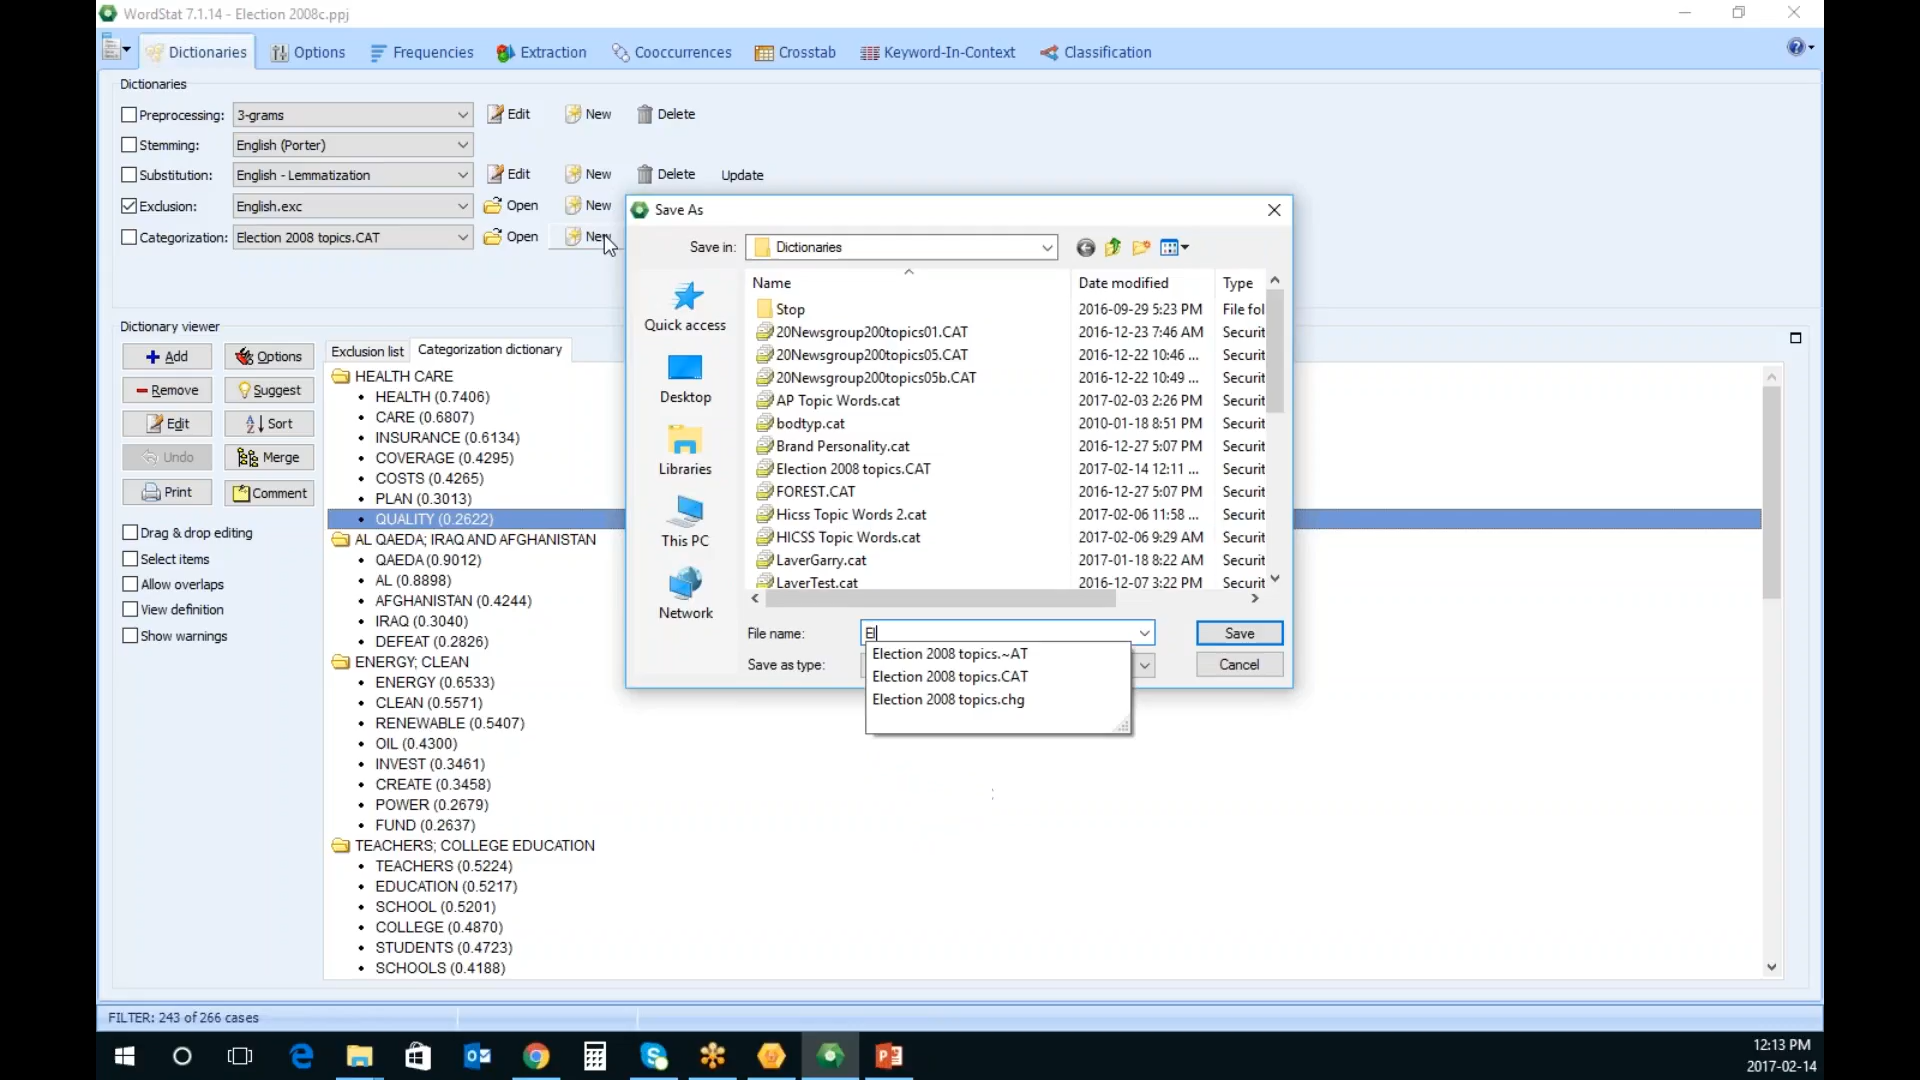 WordStat 7.1.14 - Election 2008c.ppj
Dictionaries
Options
Frequencies
Extraction
Cooccurrences
Crosstab
Keyword-In-Context
Classification
Dictionaries
Preprocessing: 3-grams Edit New Delete
Stemming: English (Porter)
Substitution: English - Lemmatization Edit New Delete Update
Exclusion: English.exc Open New
Categorization: Election 2008 topics.CAT Open New
Save As
Save in: Dictionaries
Name Date modified Type
Stop 2016-09-29 5:23 PM File fol
20Newsgroup200topics01.CAT 2016-12-23 7:46 AM Securit
20Newsgroup200topics05.CAT 2016-12-22 10:46 ... Securit
20Newsgroup200topics05b.CAT 2016-12-22 10:49 ... Securit
AP Topic Words.cat 2017-02-03 2:26 PM Securit
bodtyp.cat 2010-01-18 8:51 PM Securit
Brand Personality.cat 2016-12-27 5:07 PM Securit
Election 2008 topics.CAT 2017-02-14 12:11 ... Securit
FOREST.CAT 2016-12-27 5:07 PM Securit
Hicss Topic Words 2.cat 2017-02-06 11:58 ... Securit
HICSS Topic Words.cat 2017-02-06 9:29 AM Securit
LaverGarry.cat 2017-01-18 8:22 AM Securit
LaverTest.cat 2016-12-07 3:22 PM Securit
Quick access
Desktop
Libraries
This PC
Network
File name: El Save
Save as type: Cancel
Election 2008 topics.~AT
Election 2008 topics.CAT
Election 2008 topics.chg
Dictionary viewer
Add Options
Remove Suggest
Edit Sort
Undo Merge
Print Comment
Drag & drop editing
Select items
Allow overlaps
View definition
Show warnings
Exclusion list Categorization dictionary
HEALTH CARE
HEALTH (0.7406)
CARE (0.6807)
INSURANCE (0.6134)
COVERAGE (0.4295)
COSTS (0.4265)
PLAN (0.3013)
QUALITY (0.2622)
AL QAEDA; IRAQ AND AFGHANISTAN
QAEDA (0.9012)
AL (0.8898)
AFGHANISTAN (0.4244)
IRAQ (0.3040)
DEFEAT (0.2826)
ENERGY; CLEAN
ENERGY (0.6533)
CLEAN (0.5571)
RENEWABLE (0.5407)
OIL (0.4300)
INVEST (0.3461)
CREATE (0.3458)
POWER (0.2679)
FUND (0.2637)
TEACHERS; COLLEGE EDUCATION
TEACHERS (0.5224)
EDUCATION (0.5217)
SCHOOL (0.5201)
COLLEGE (0.4870)
STUDENTS (0.4723)
SCHOOLS (0.4188)
FILTER: 243 of 266 cases
12:13 PM
2017-02-14